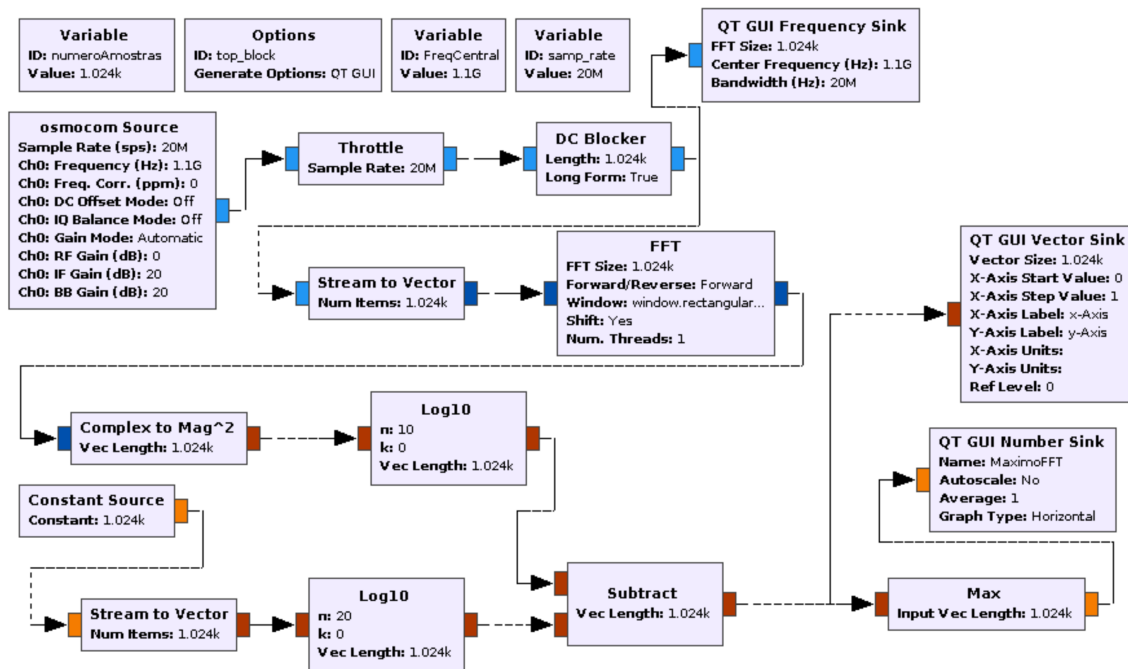 Variable
ID: numeroAmostras
Value: 1.024k
Options
ID: top_block
Generate Options: QT GUI
Variable
ID: FreqCentral
Value: 1.1G
Variable
ID: samp_rate
Value: 20M
QT GUI Frequency Sink
FFT Size: 1.024k
Center Frequency (Hz): 1.1G
Bandwidth (Hz): 20M
osmocom Source
Sample Rate (sps): 20M
Ch0: Frequency (Hz): 1.1G
Ch0: Freq. Corr. (ppm): 0
Ch0: DC Offset Mode: Off
Ch0: IQ Balance Mode: Off
Ch0: Gain Mode: Automatic
Ch0: RF Gain (dB): 0
Ch0: IF Gain (dB): 20
Ch0: BB Gain (dB): 20
Throttle
Sample Rate: 20M
DC Blocker
Length: 1.024k
Long Form: True
Stream to Vector
Num Items: 1.024k
FFT
FFT Size: 1.024k
Forward/Reverse: Forward
Window: window.rectangular...
Shift: Yes
Num. Threads: 1
QT GUI Vector Sink
Vector Size: 1.024k
X-Axis Start Value: 0
X-Axis Step Value: 1
X-Axis Label: x-Axis
Y-Axis Label: y-Axis
X-Axis Units:
Y-Axis Units:
Ref Level: 0
Complex to Mag^2
Vec Length: 1.024k
Log10
n: 10
k: 0
Vec Length: 1.024k
QT GUI Number Sink
Name: MaximoFFT
Autoscale: No
Average: 1
Graph Type: Horizontal
Constant Source
Constant: 1.024k
Stream to Vector
Num Items: 1.024k
Log10
n: 20
k: 0
Vec Length: 1.024k
Subtract
Vec Length: 1.024k
Max
Input Vec Length: 1.024k